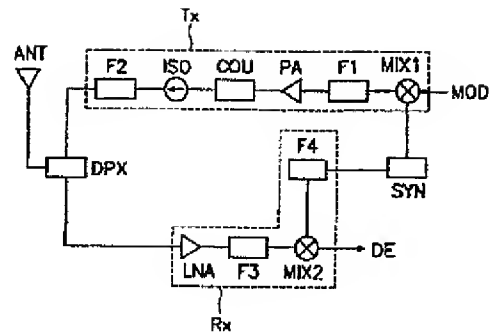 Tx
ANT
F2 ISO COU PA F1 MIX1
MOD
F4
DPX
SYN
LNA F3 MIX2 DE
Rx